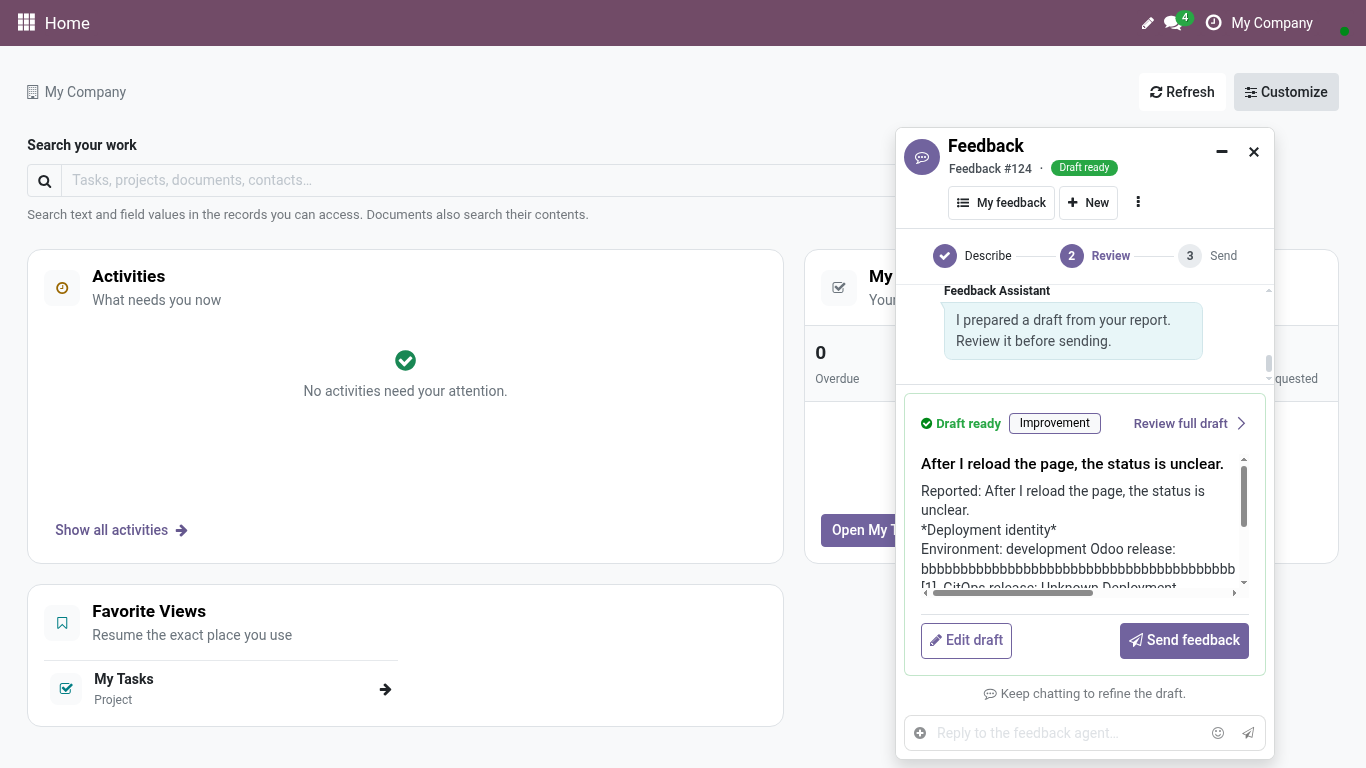 Home
4
My Company
My Company
Refresh
Customize
Search your work
Tasks, projects, documents, contacts...
Search text and field values in the records you can access. Documents also search their contents.
Activities
What needs you now
No activities need your attention.
Show all activities
My
Your
0
Overdue
quested
Open My T
Favorite Views
Resume the exact place you use
My Tasks
Project
Feedback
Feedback #124 · Draft ready
My feedback
New
Describe
2 Review
3 Send
Feedback Assistant
I prepared a draft from your report.
Review it before sending.
Draft ready
Improvement
Review full draft
After I reload the page, the status is unclear.
Reported: After I reload the page, the status is
unclear.
*Deployment identity*
Environment: development Odoo release:
bbbbbbbbbbbbbbbbbbbbbbbbbbbbbbbbbbbbbbbb
[1], GitOps release: Unknown Deployment
Edit draft
Send feedback
Keep chatting to refine the draft.
Reply to the feedback agent...